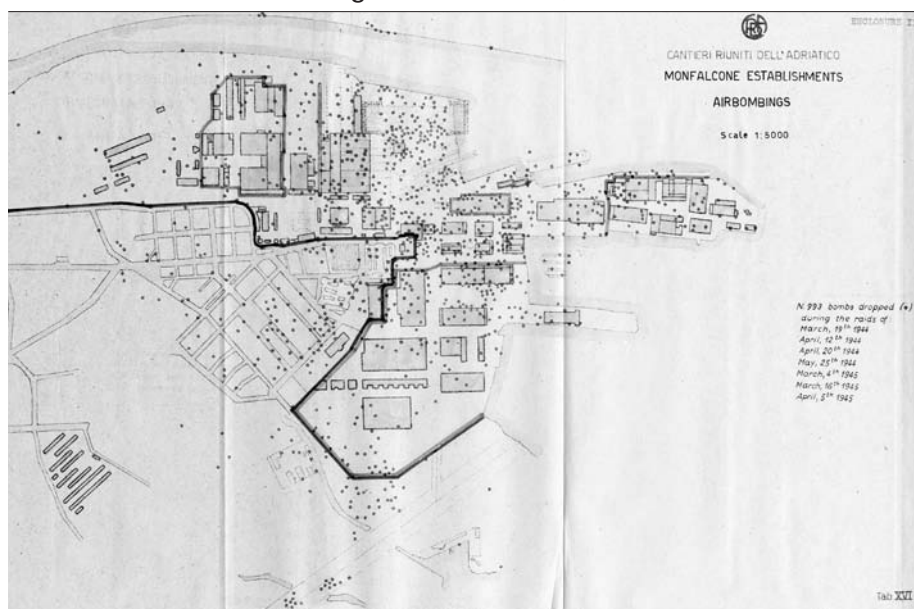 ENCLOSURE
CANTIERI RIUNITI DELL'ADRIATICO
MONFALCONE ESTABLISHMENTS
AIRBOMBINGS
Scale 1:5000
N. 993 bombs dropped (•)
during the raids of
March, 19th 1944
April, 12th 1944
April, 20th 1944
May, 25th 1944
March, 4th 1945
March, 16th 1945
April, 5th 1945
Tab XVI